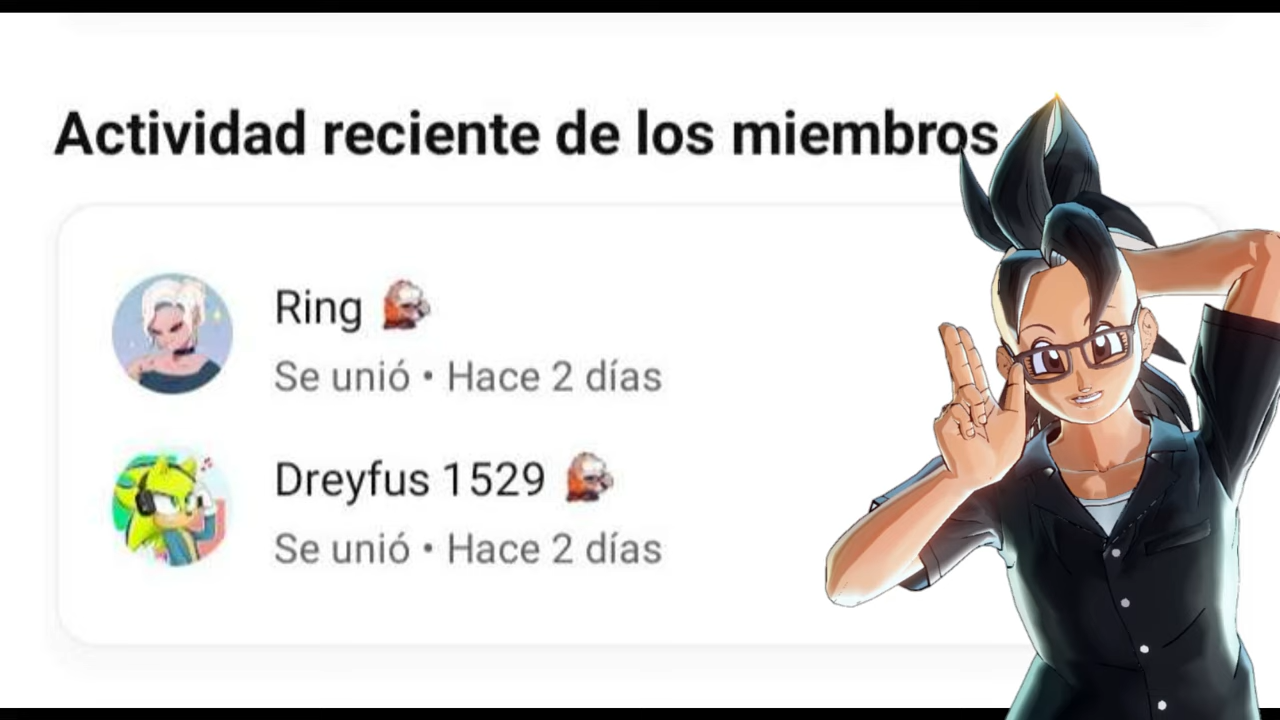 Actividad reciente de los miembros
Ring
Se unió • Hace 2 días
Dreyfus 1529
Se unió • Hace 2 días